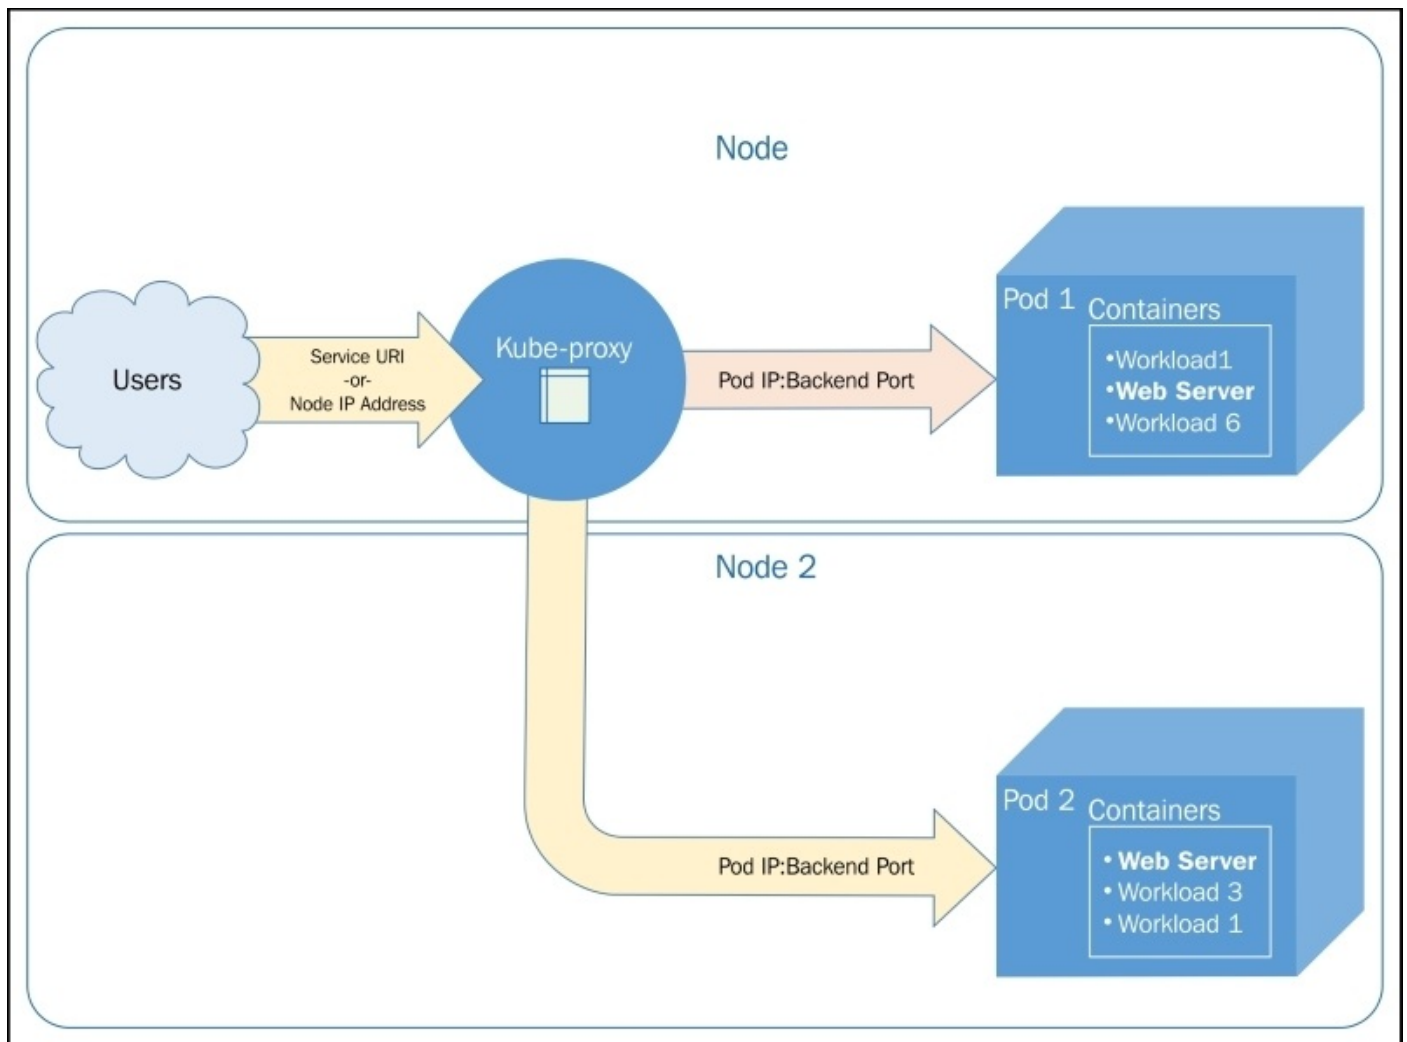 Node
Users
Service URI
-or-
Node IP Address
Kube-proxy
Pod IP:Backend Port
Pod 1
Containers
•Workload1
•Web Server
•Workload 6
Node 2
Pod IP:Backend Port
Pod 2
Containers
• Web Server
• Workload 3
• Workload 1